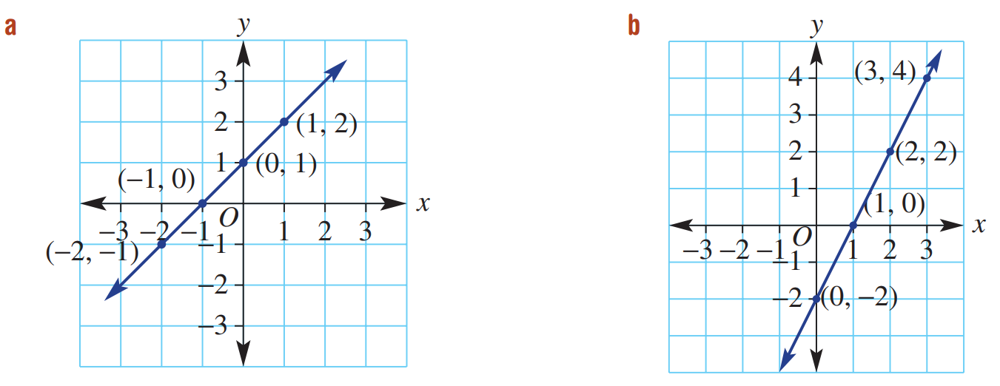 a
y
3
2
(1, 2)
1
(0, 1)
(−1, 0)
x
O
−3 −2 −1
1 2 3
(−2, −1)
−1
−2
−3
b
y
4
(3, 4)
3
2
(2, 2)
1
(1, 0)
x
O
−3 −2 −1
1 2 3
−1
−2
(0, −2)